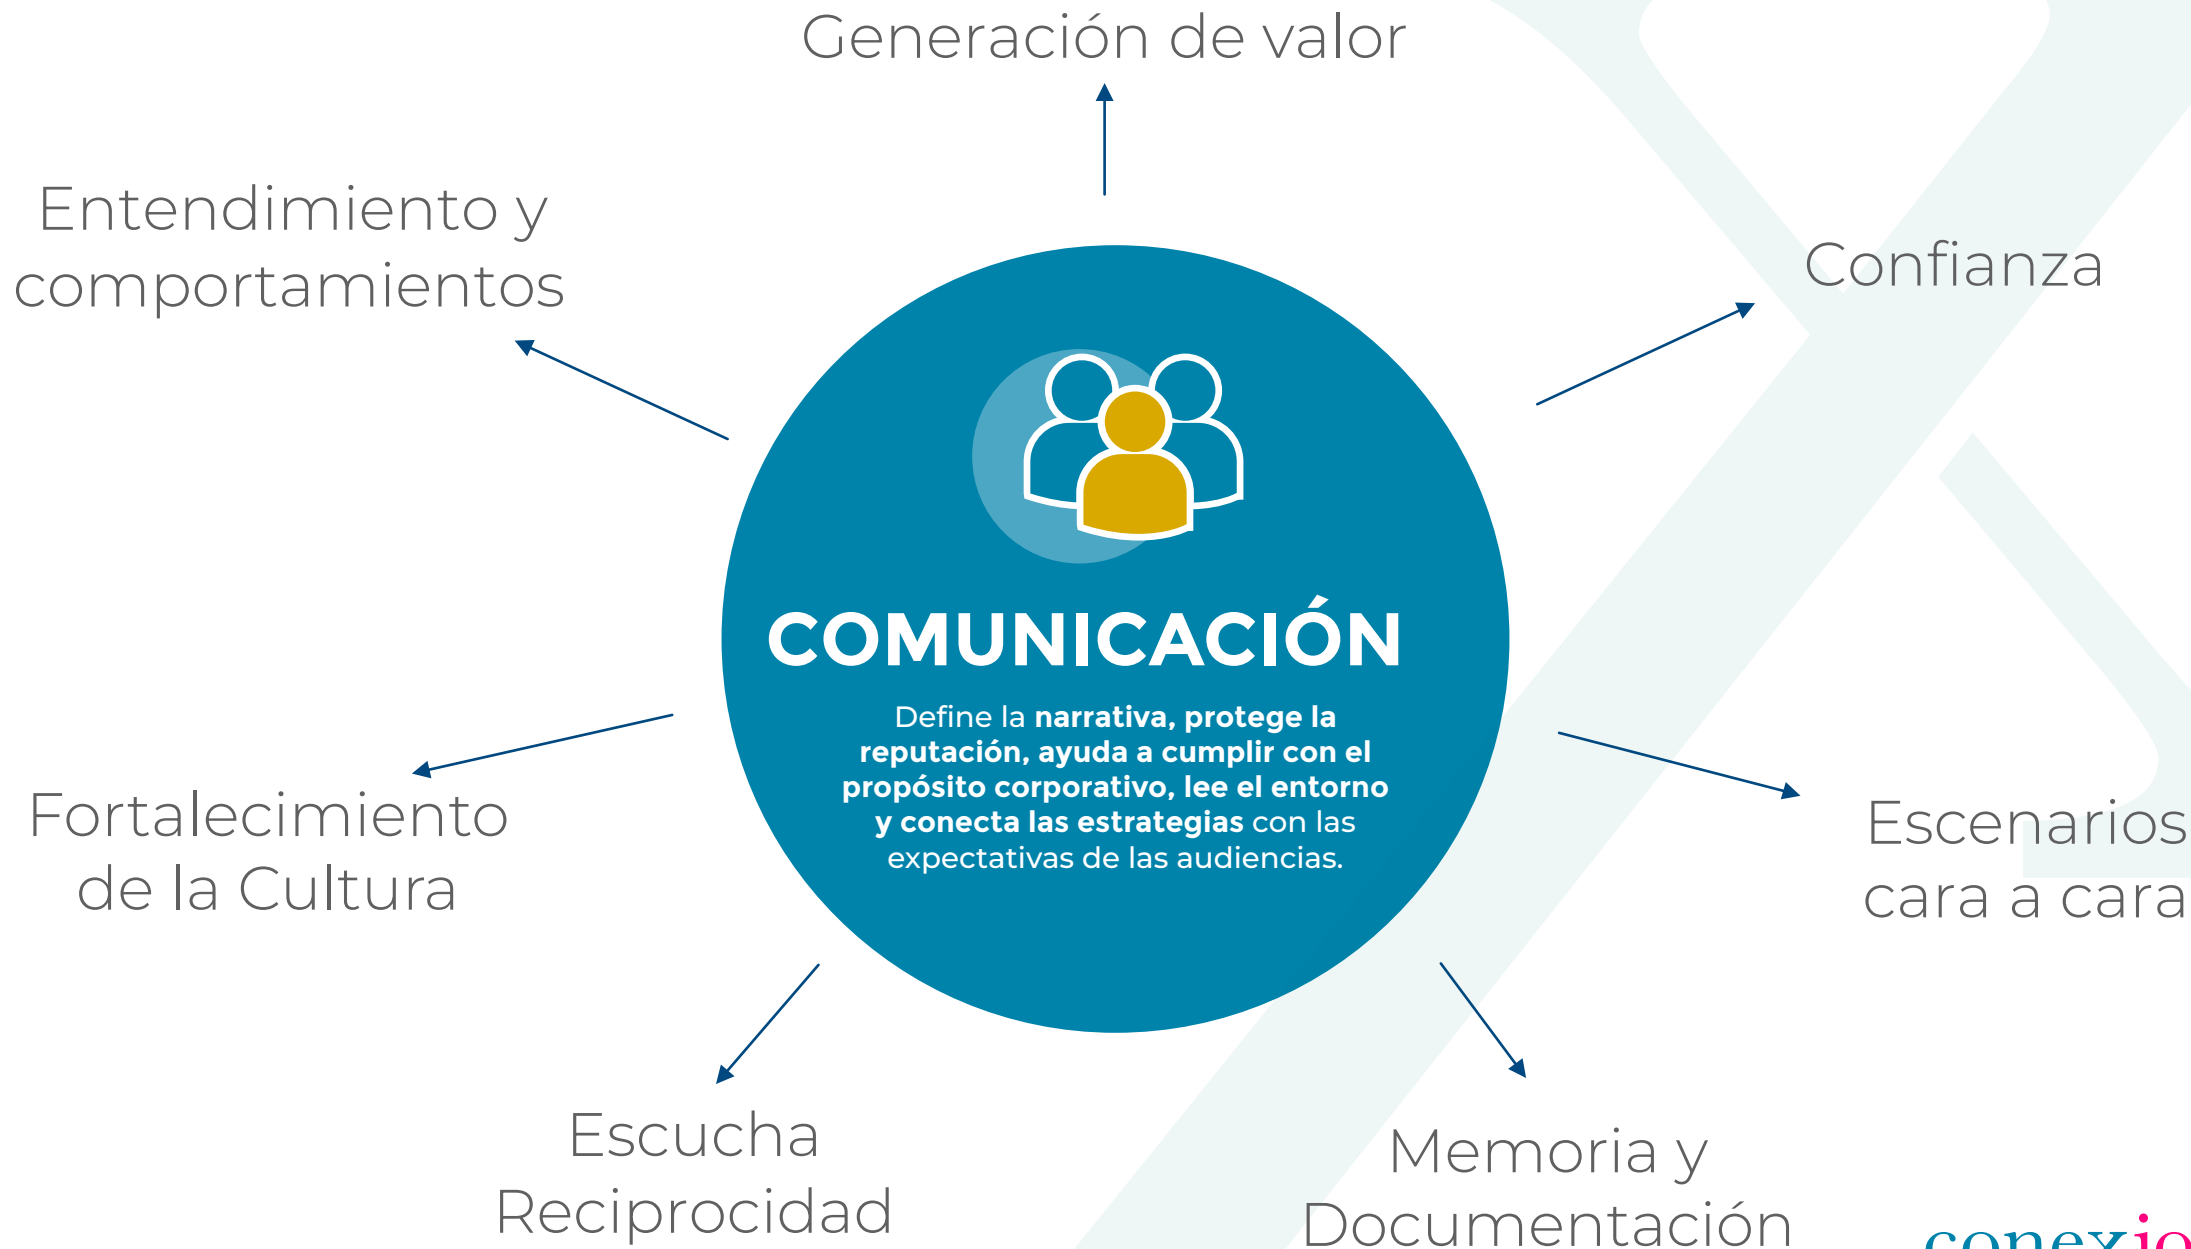 Generación de valor
Entendimiento y
comportamientos
Confianza
COMUNICACIÓN
Define la narrativa, protege la
reputación, ayuda a cumplir con el
propósito corporativo, lee el entorno
y conecta las estrategias con las
expectativas de las audiencias.
Fortalecimiento
de la Cultura
Escenarios
cara a cara
Escucha
Reciprocidad
Memoria y
Documentación
conexio